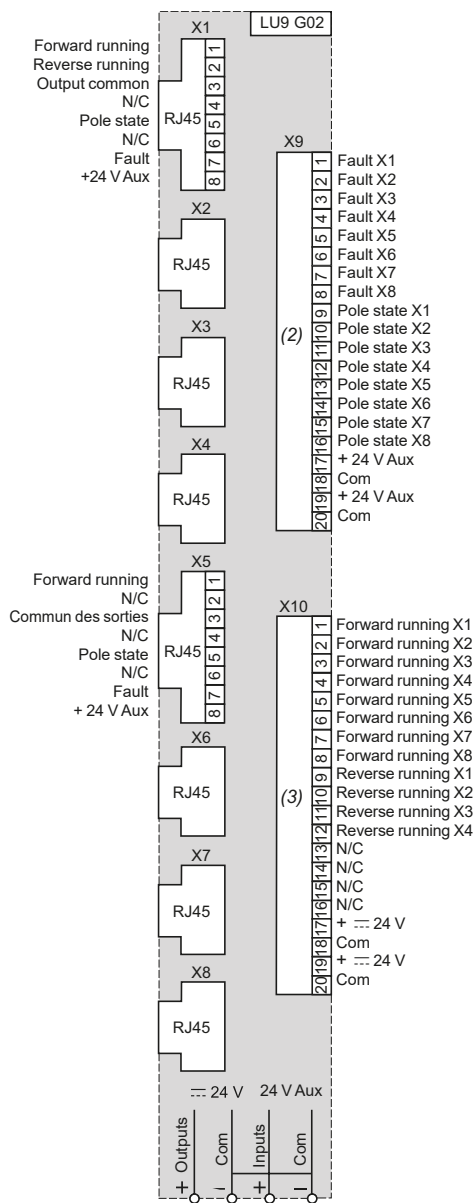 LU9 G02
X1
Forward running 1
Reverse running 2
Output common 3
N/C 4
Pole state 5
N/C 6
Fault 7
+24 V Aux 8
RJ45
X2
RJ45
X3
RJ45
X4
RJ45
X5
Forward running 1
N/C 2
Commun des sorties 3
N/C 4
Pole state 5
N/C 6
Fault 7
+ 24 V Aux 8
RJ45
X6
RJ45
X7
RJ45
X8
RJ45
X9
(2)
1 Fault X1
2 Fault X2
3 Fault X3
4 Fault X4
5 Fault X5
6 Fault X6
7 Fault X7
8 Fault X8
9 Pole state X1
10 Pole state X2
11 Pole state X3
12 Pole state X4
13 Pole state X5
14 Pole state X6
15 Pole state X7
16 Pole state X8
17 + 24 V Aux
18 Com
19 + 24 V Aux
20 Com
X10
(3)
1 Forward running X1
2 Forward running X2
3 Forward running X3
4 Forward running X4
5 Forward running X5
6 Forward running X6
7 Forward running X7
8 Forward running X8
9 Reverse running X1
10 Reverse running X2
11 Reverse running X3
12 Reverse running X4
13 N/C
14 N/C
15 N/C
16 N/C
17 + ⎓ 24 V
18 Com
19 + ⎓ 24 V
20 Com
⎓ 24 V
24 V Aux
+ Outputs
– Com
+ Inputs
– Com